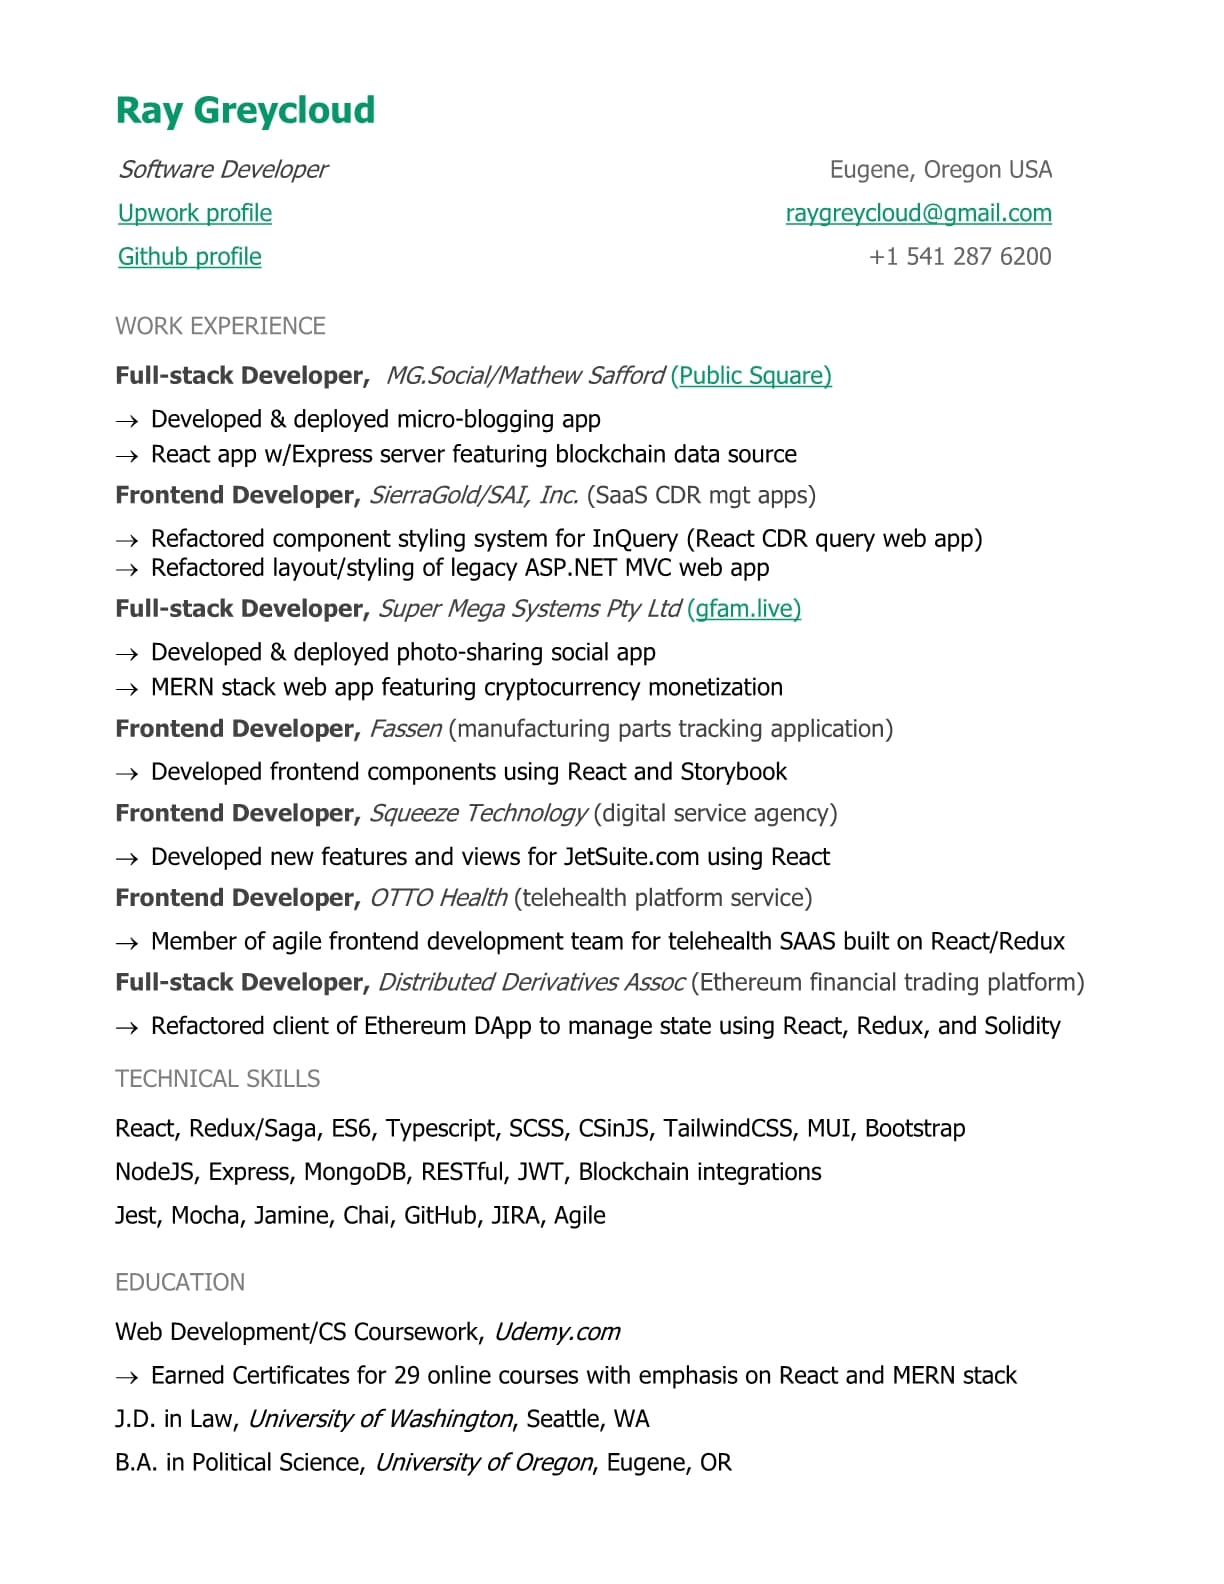 Ray Greycloud
Software Developer Eugene, Oregon USA
Upwork profile raygreycloud@gmail.com
Github profile +1 541 287 6200
WORK EXPERIENCE
Full-stack Developer, MG.Social/Mathew Safford (Public Square)
→ Developed & deployed micro-blogging app
→ React app w/Express server featuring blockchain data source
Frontend Developer, SierraGold/SAI, Inc. (SaaS CDR mgt apps)
→ Refactored component styling system for InQuery (React CDR query web app)
→ Refactored layout/styling of legacy ASP.NET MVC web app
Full-stack Developer, Super Mega Systems Pty Ltd (gfam.live)
→ Developed & deployed photo-sharing social app
→ MERN stack web app featuring cryptocurrency monetization
Frontend Developer, Fassen (manufacturing parts tracking application)
→ Developed frontend components using React and Storybook
Frontend Developer, Squeeze Technology (digital service agency)
→ Developed new features and views for JetSuite.com using React
Frontend Developer, OTTO Health (telehealth platform service)
→ Member of agile frontend development team for telehealth SAAS built on React/Redux
Full-stack Developer, Distributed Derivatives Assoc (Ethereum financial trading platform)
→ Refactored client of Ethereum DApp to manage state using React, Redux, and Solidity
TECHNICAL SKILLS
React, Redux/Saga, ES6, Typescript, SCSS, CSinJS, TailwindCSS, MUI, Bootstrap
NodeJS, Express, MongoDB, RESTful, JWT, Blockchain integrations
Jest, Mocha, Jamine, Chai, GitHub, JIRA, Agile
EDUCATION
Web Development/CS Coursework, Udemy.com
→ Earned Certificates for 29 online courses with emphasis on React and MERN stack
J.D. in Law, University of Washington, Seattle, WA
B.A. in Political Science, University of Oregon, Eugene, OR